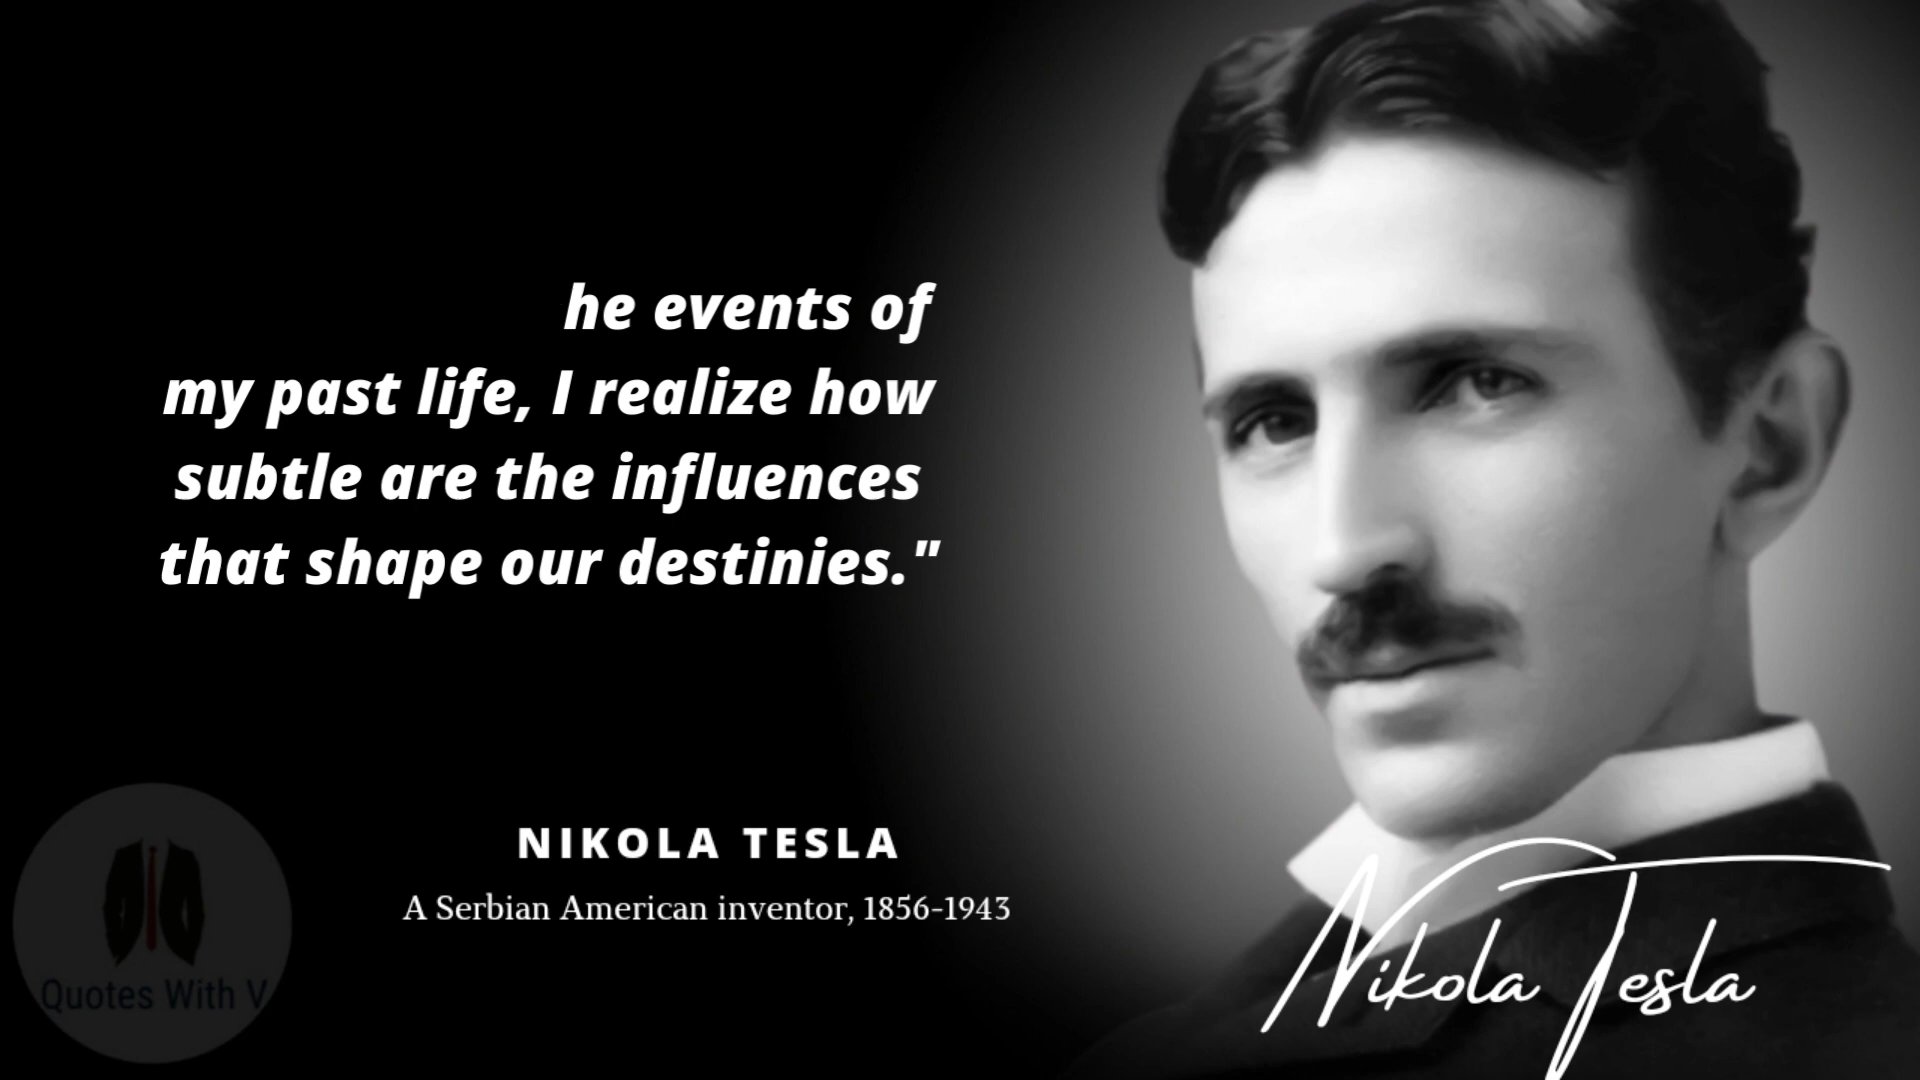 he events of
my past life, I realize how
subtle are the influences
that shape our destinies."
NIKOLA TESLA
A Serbian American inventor, 1856-1943
Nikola Tesla
Quotes With V